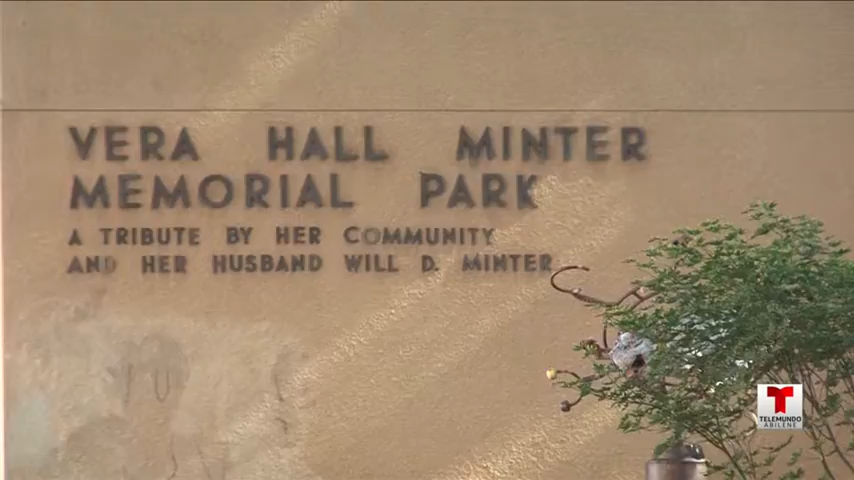 VERA HALL MINTER
MEMORIAL PARK
A TRIBUTE BY HER COMMUNITY
AND HER HUSBAND WILL D. MINTER
TELEMUNDO
ABILENE